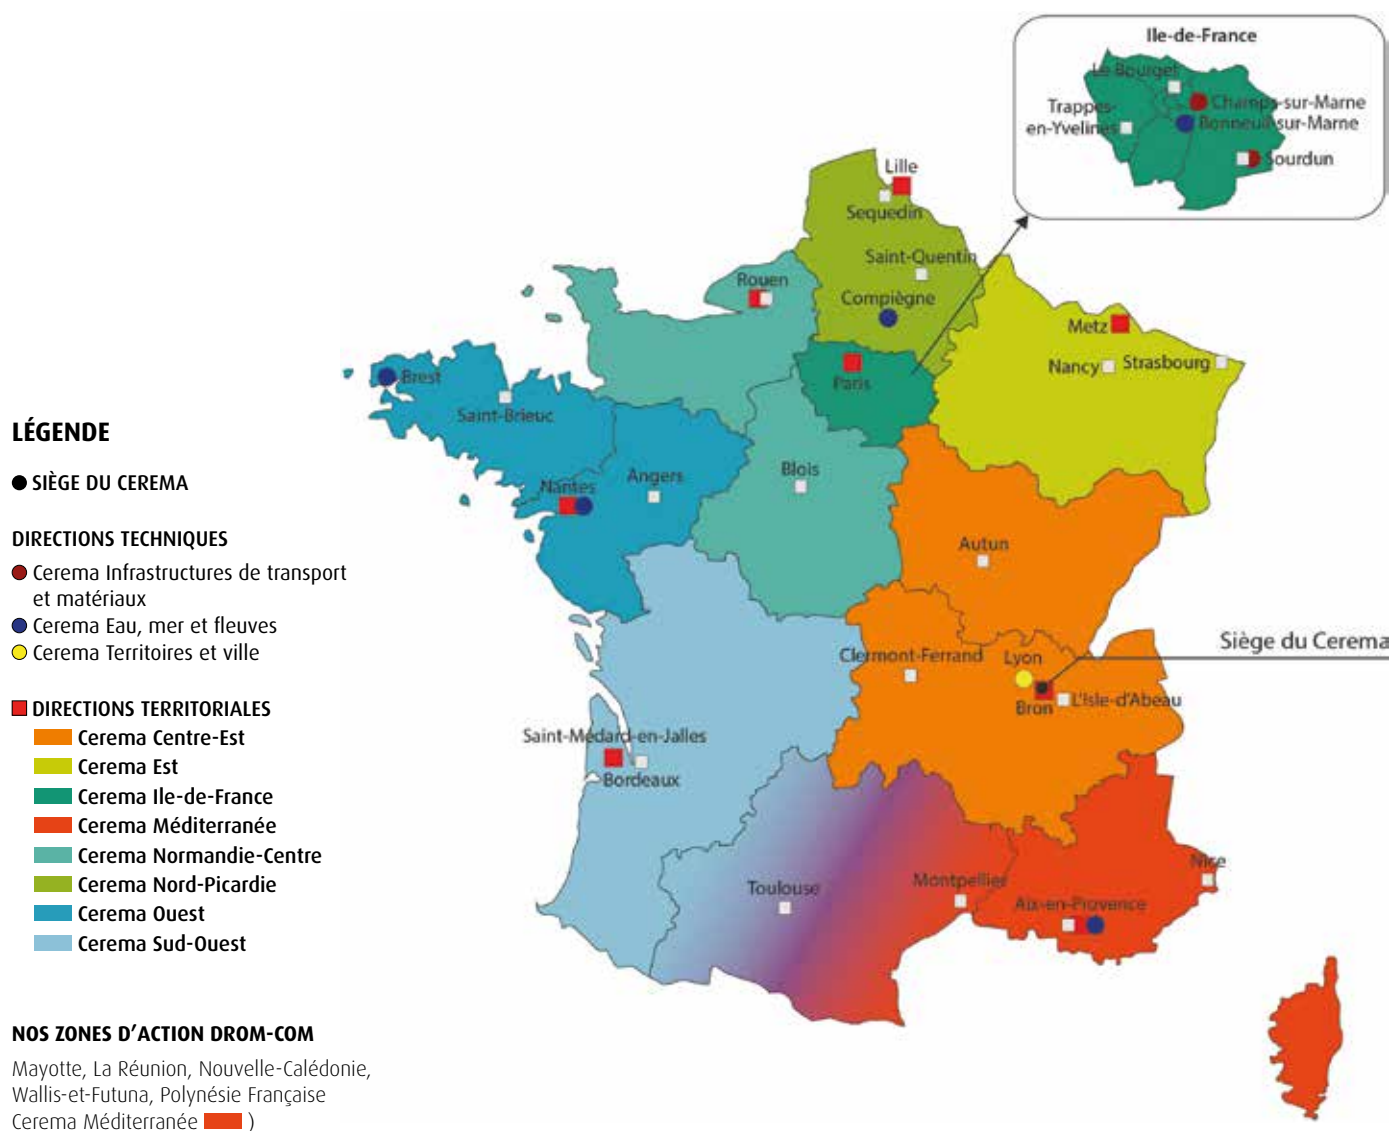 Ile-de-France
Le Bourget
Trappes-
en-Yvelines
Champs-sur-Marne
Bonneuil-sur-Marne
Sourdun
Lille
Sequedin
Saint-Quentin
Rouen
Compiègne
Metz
Nancy
Strasbourg
Paris
Brest
Saint-Brieuc
Nantes
Angers
Blois
Autun
Siège du Cerema
Clermont-Ferrand
Lyon
Bron
L'Isle-d'Abeau
Saint-Médard-en-Jalles
Bordeaux
Toulouse
Montpellier
Aix-en-Provence
Nice
LÉGENDE
SIÈGE DU CEREMA
DIRECTIONS TECHNIQUES
Cerema Infrastructures de transport
et matériaux
Cerema Eau, mer et fleuves
Cerema Territoires et ville
DIRECTIONS TERRITORIALES
Cerema Centre-Est
Cerema Est
Cerema Ile-de-France
Cerema Méditerranée
Cerema Normandie-Centre
Cerema Nord-Picardie
Cerema Ouest
Cerema Sud-Ouest
NOS ZONES D'ACTION DROM-COM
Mayotte, La Réunion, Nouvelle-Calédonie,
Wallis-et-Futuna, Polynésie Française
Cerema Méditerranée )